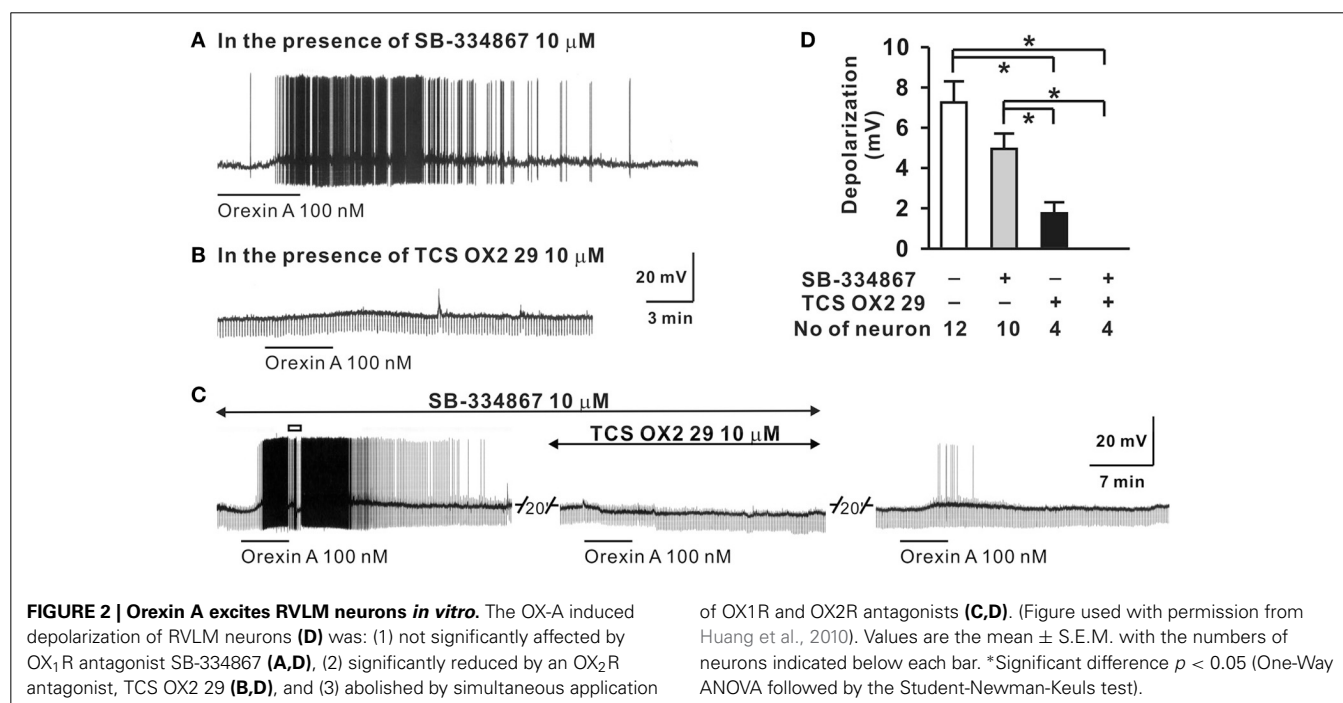 A In the presence of SB-334867 10 μM
Orexin A 100 nM
B In the presence of TCS OX2 29 10 μM
20 mV
3 min
Orexin A 100 nM
D
10
8
6
4
2
0
Depolarization
(mV)
*
*
*
*
SB-334867 – + – +
TCS OX2 29 – – + +
No of neuron 12 10 4 4
C
SB-334867 10 μM
TCS OX2 29 10 μM
20 mV
7 min
20'
20'
Orexin A 100 nM
Orexin A 100 nM
Orexin A 100 nM
FIGURE 2 | Orexin A excites RVLM neurons in vitro. The OX-A induced
depolarization of RVLM neurons (D) was: (1) not significantly affected by
OX₁R antagonist SB-334867 (A,D), (2) significantly reduced by an OX₂R
antagonist, TCS OX2 29 (B,D), and (3) abolished by simultaneous application
of OX1R and OX2R antagonists (C,D). (Figure used with permission from
Huang et al., 2010). Values are the mean ± S.E.M. with the numbers of
neurons indicated below each bar. *Significant difference p < 0.05 (One-Way
ANOVA followed by the Student-Newman-Keuls test).